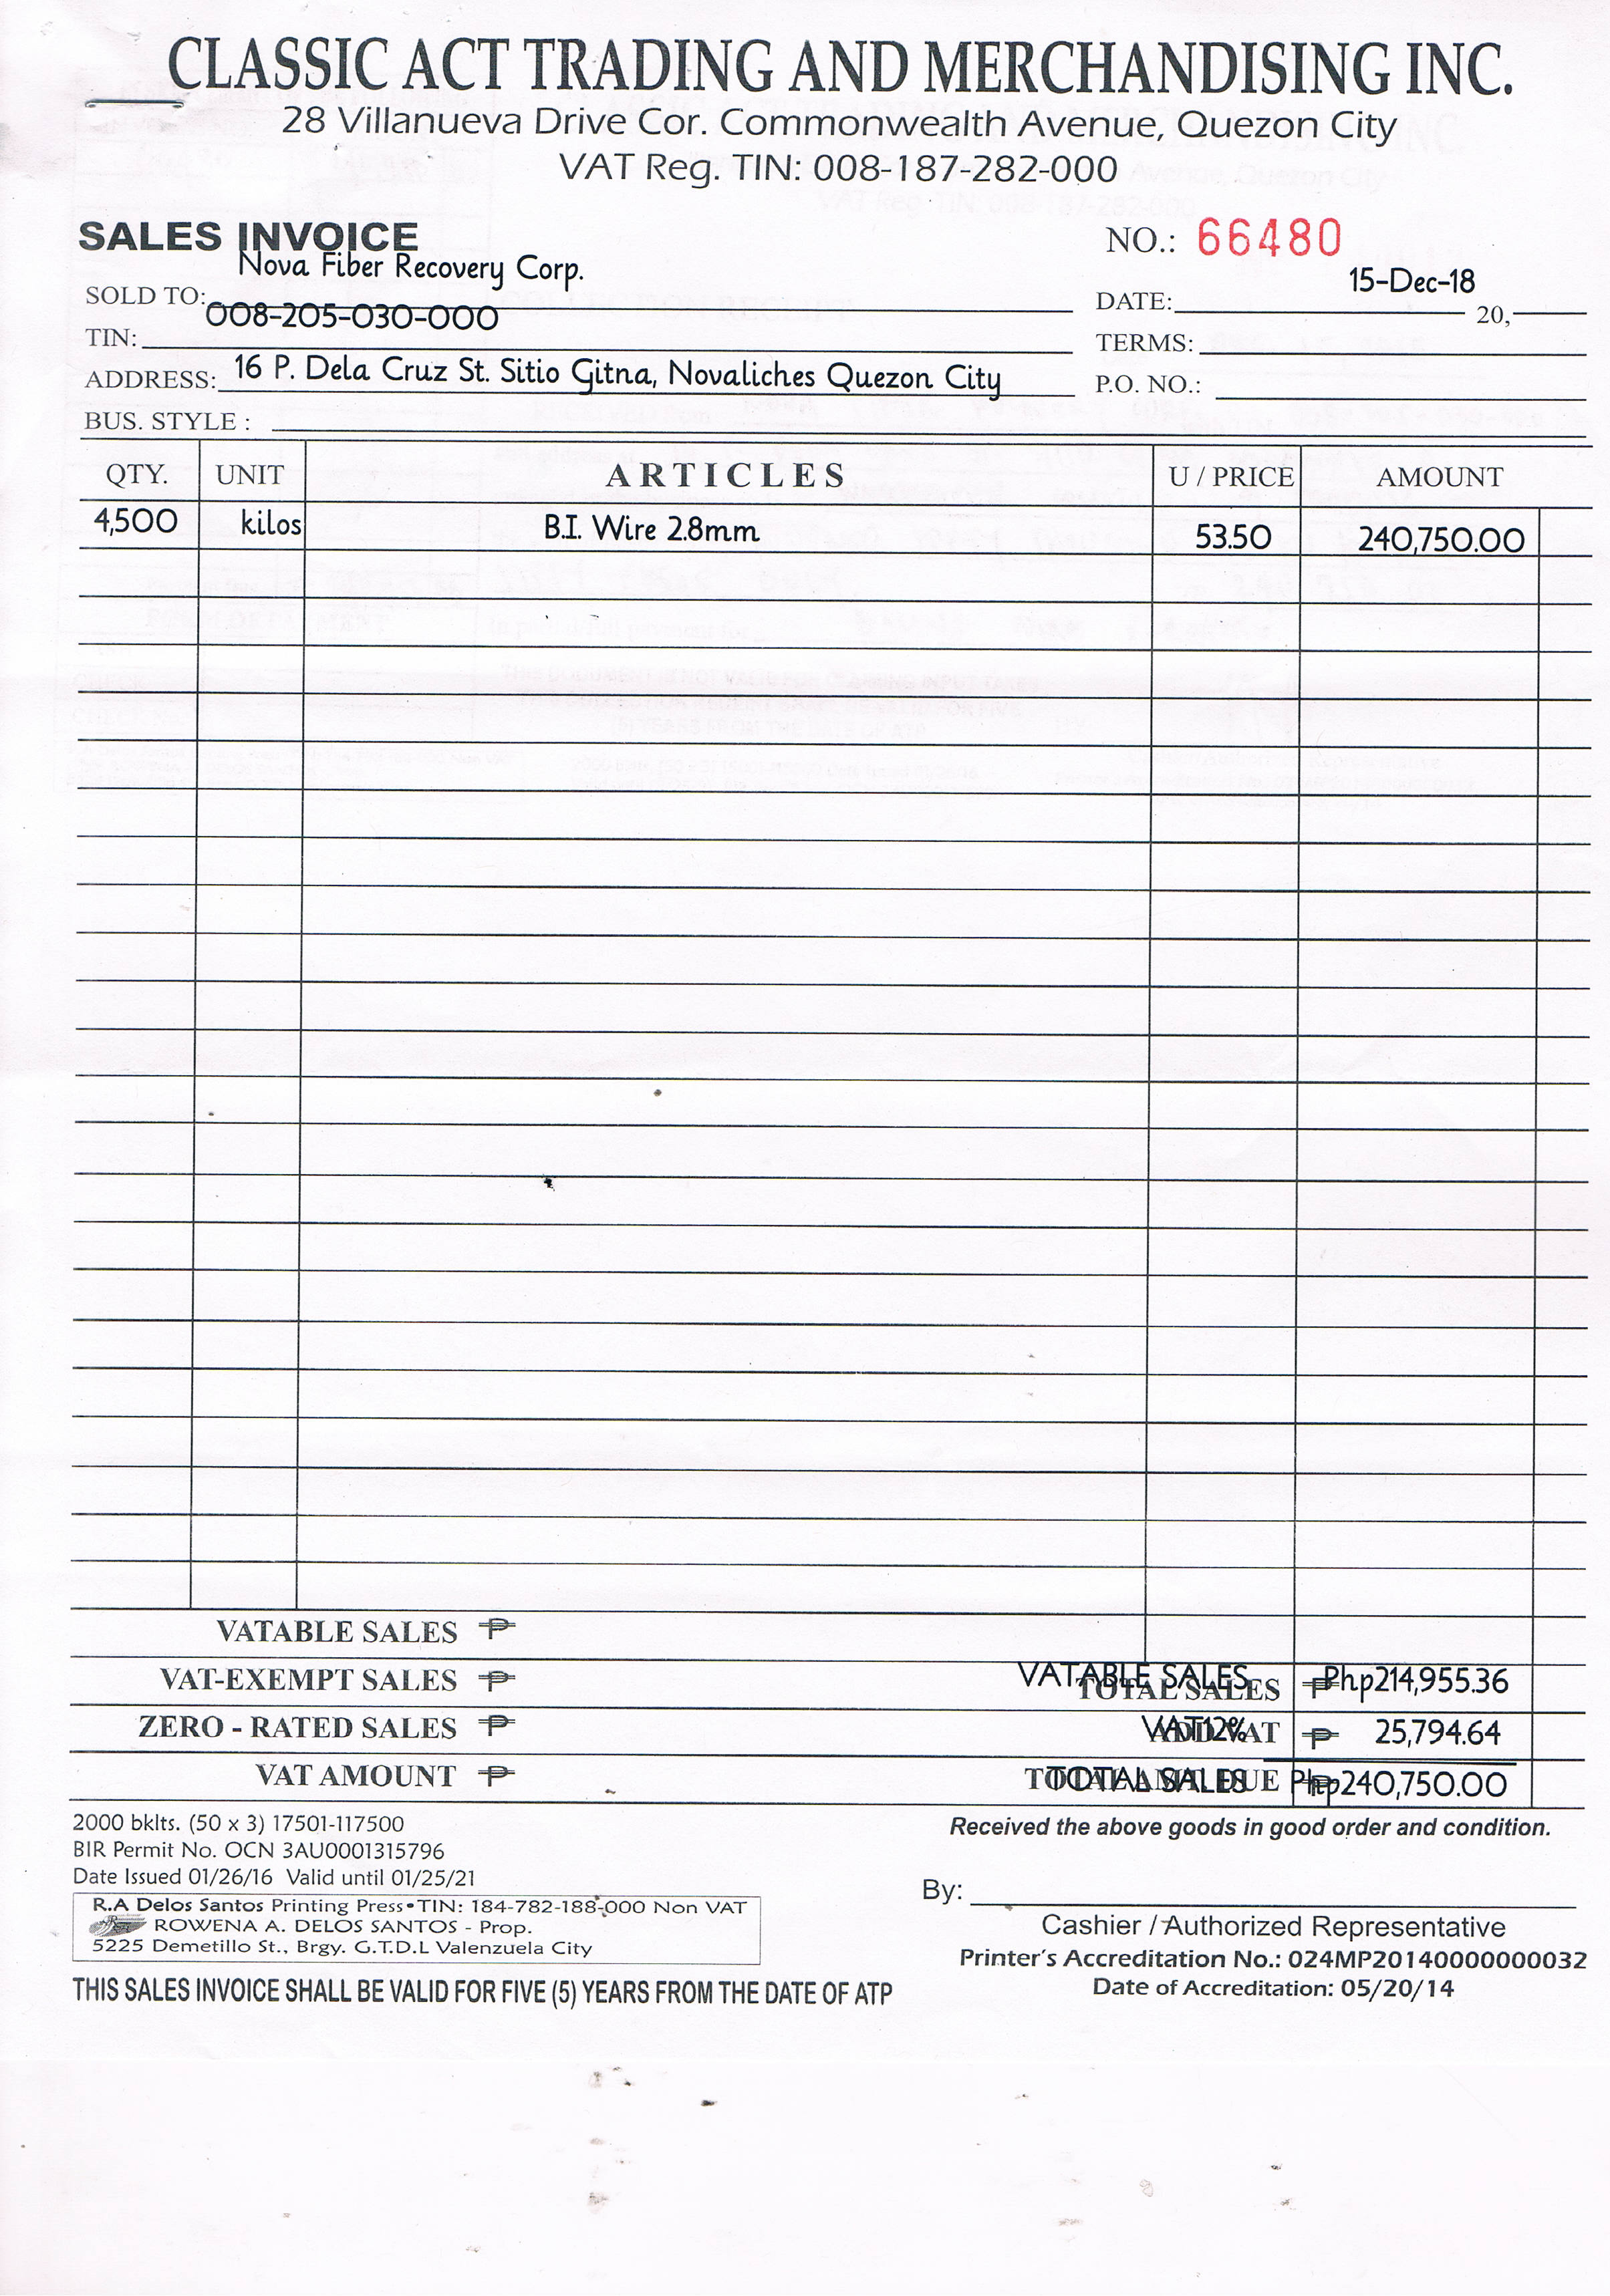 CLASSIC ACT TRADING AND MERCHANDISING INC.
28 Villanueva Drive Cor. Commonwealth Avenue, Quezon City
VAT Reg. TIN: 008-187-282-000
SALES INVOICE
NO.: 66480
Nova Fiber Recovery Corp.
SOLD TO:
15-Dec-18
DATE: 20,
008-205-030-000
TIN:
TERMS:
ADDRESS: 16 P. Dela Cruz St. Sitio Gitna, Novaliches Quezon City
P.O. NO.:
BUS. STYLE :
QTY. UNIT ARTICLES U / PRICE AMOUNT
4,500 kilos B.I. Wire 2.8mm 53.50 240,750.00
VATABLE SALES ₱
VAT-EXEMPT SALES ₱
VATABLE SALES Php214,955.36
TOTAL SALES ₱
ZERO - RATED SALES ₱
VAT12% 25,794.64
ADD VAT ₱
VAT AMOUNT ₱
TOTAL SALES Php240,750.00
TOTAL AMT. DUE ₱
2000 bklts. (50 x 3) 17501-117500
BIR Permit No. OCN 3AU0001315796
Date Issued 01/26/16 Valid until 01/25/21
R.A Delos Santos Printing Press•TIN: 184-782-188-000 Non VAT
ROWENA A. DELOS SANTOS - Prop.
5225 Demetillo St., Brgy. G.T.D.L Valenzuela City
THIS SALES INVOICE SHALL BE VALID FOR FIVE (5) YEARS FROM THE DATE OF ATP
Received the above goods in good order and condition.
By:
Cashier / Authorized Representative
Printer's Accreditation No.: 024MP20140000000032
Date of Accreditation: 05/20/14